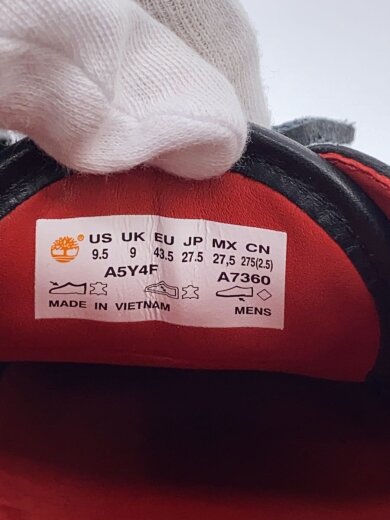 ® US UK EU JP MX CN
9.5 9 43.5 27.5 27,5 275(2.5)
A5Y4F A7360
MADE IN VIETNAM MENS